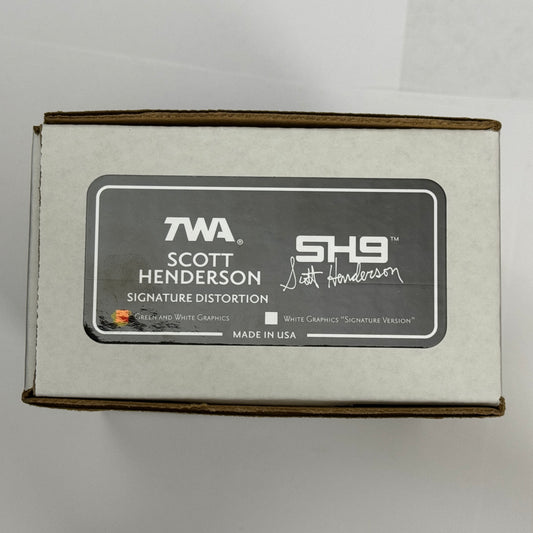 TWA®
SCOTT
HENDERSON
SIGNATURE DISTORTION
GREEN AND WHITE GRAPHICS
SH9™
Scott Henderson
WHITE GRAPHICS "SIGNATURE VERSION"
MADE IN USA